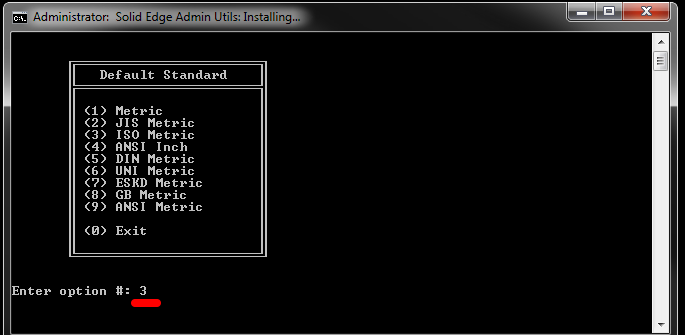 Administrator: Solid Edge Admin Utils: Installing...
Default Standard
(1) Metric
(2) JIS Metric
(3) ISO Metric
(4) ANSI Inch
(5) DIN Metric
(6) UNI Metric
(7) ESKD Metric
(8) GB Metric
(9) ANSI Metric
(0) Exit
Enter option #: 3